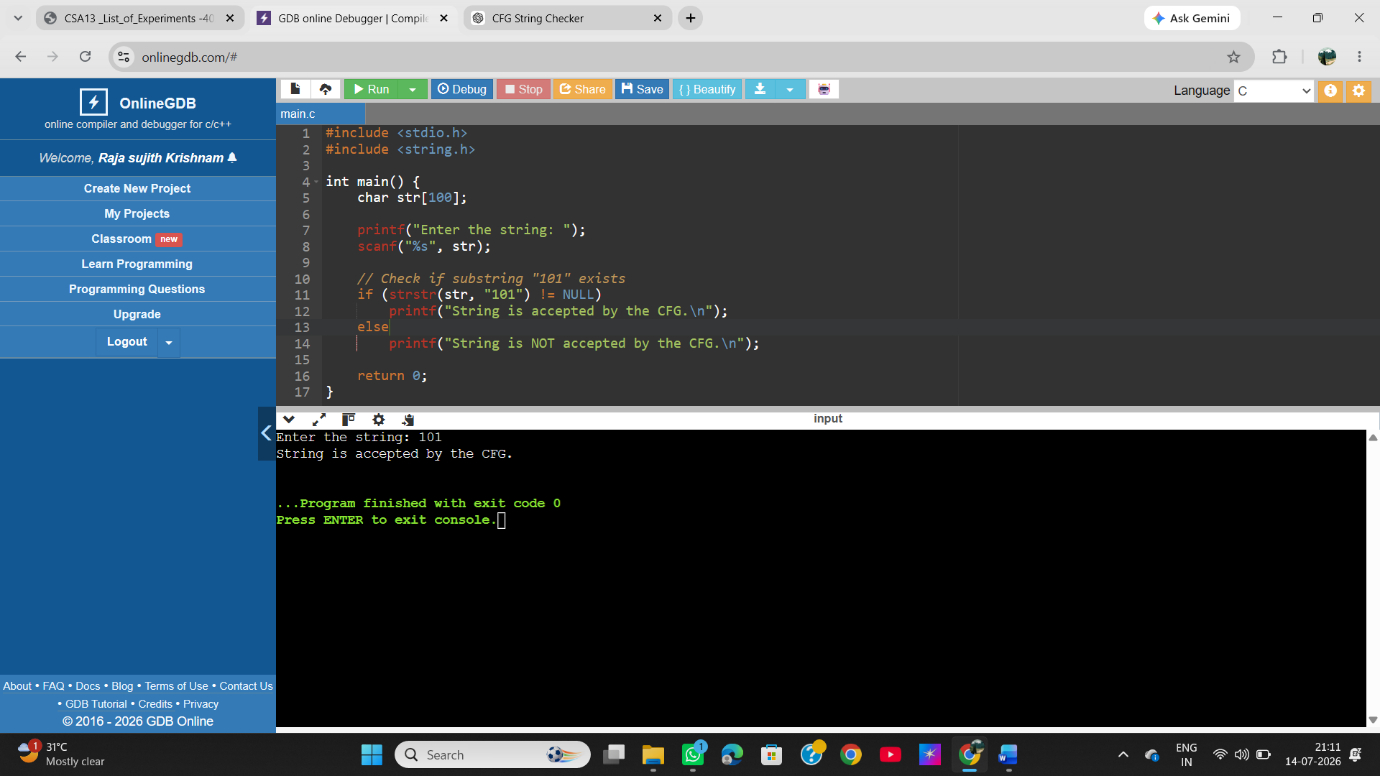 CSA13 _List_of_Experiments -40
GDB online Debugger | Compile
CFG String Checker
Ask Gemini
onlinegdb.com/#
OnlineGDB
online compiler and debugger for c/c++
Welcome, Raja sujith Krishnam
Create New Project
My Projects
Classroom new
Learn Programming
Programming Questions
Upgrade
Logout
About • FAQ • Docs • Blog • Terms of Use • Contact Us
• GDB Tutorial • Credits • Privacy
© 2016 - 2026 GDB Online
Run Debug Stop Share Save { } Beautify
Language C
main.c
1 #include <stdio.h>
2 #include <string.h>
3
4 int main() {
5 char str[100];
6
7 printf("Enter the string: ");
8 scanf("%s", str);
9
10 // Check if substring "101" exists
11 if (strstr(str, "101") != NULL)
12 printf("String is accepted by the CFG.\n");
13 else
14 printf("String is NOT accepted by the CFG.\n");
15
16 return 0;
17 }
input
Enter the string: 101
String is accepted by the CFG.
...Program finished with exit code 0
Press ENTER to exit console.
1
31°C
Mostly clear
Search
1
ENG
IN
21:11
14-07-2026